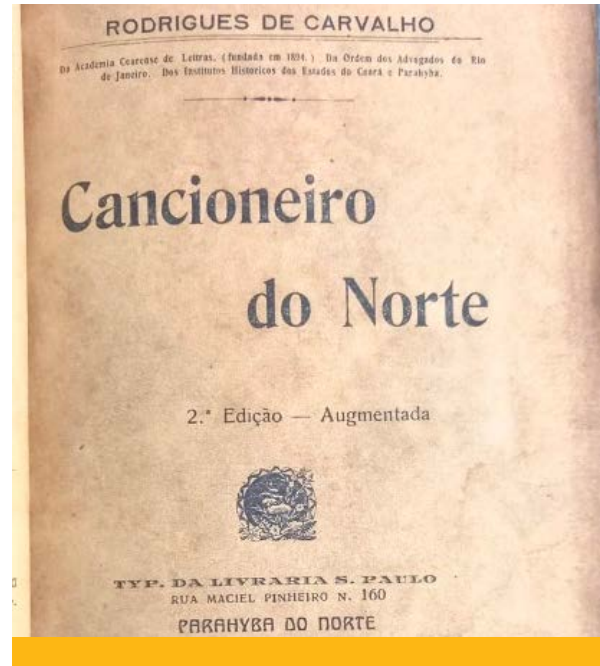 RODRIGUES DE CARVALHO
Da Academia Cearense de Lettras, (fundada em 1894.) Da Ordem dos Advogados do Rio
de Janeiro. Dos Institutos Historicos dos Estados do Ceará e Parahyba.
Cancioneiro
do Norte
2.ª Edição — Augmentada
TYP. DA LIVRARIA S. PAULO
RUA MACIEL PINHEIRO N. 160
PARAHYBA DO NORTE